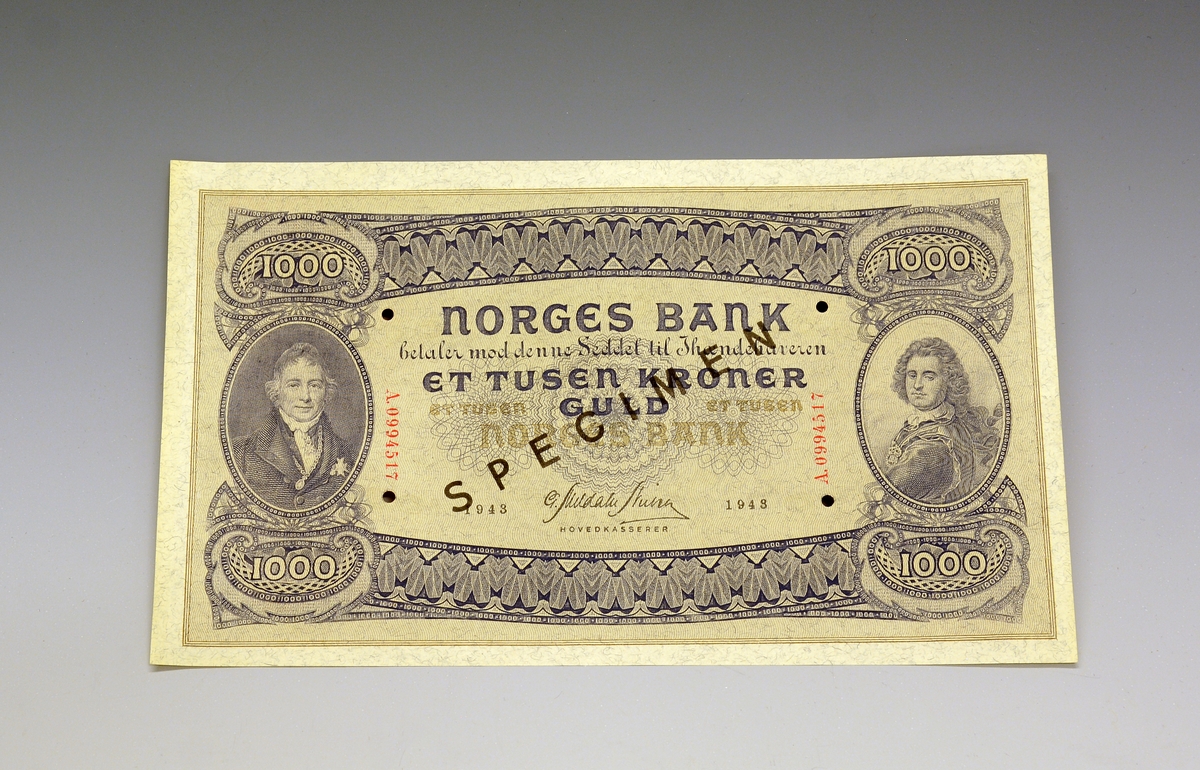 1000 1000
NORGES BANK
betaler mod denne Seddel til Ihændehaveren
ET TUSEN KRONER
ET TUSEN GULD ET TUSEN
NORGES BANK
SPECIMEN
A.0994517
A.0994517
1943 1943
HOVEDKASSERER
1000 1000